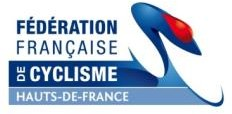 FÉDÉRATION
FRANÇAISE
DE CYCLISME
HAUTS-DE-FRANCE